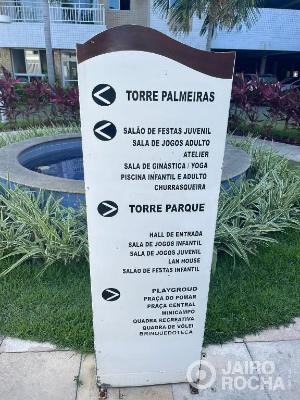 TORRE PALMEIRAS
SALÃO DE FESTAS JUVENIL
SALA DE JOGOS ADULTO
ATELIER
SALA DE GINÁSTICA / YOGA
PISCINA INFANTIL E ADULTO
CHURRASQUEIRA
TORRE PARQUE
HALL DE ENTRADA
SALA DE JOGOS INFANTIL
SALA DE JOGOS JUVENIL
LAN HOUSE
SALÃO DE FESTAS INFANTIL
PLAYGROUD
PRAÇA DO POMAR
PRAÇA CENTRAL
MINICAMPO
QUADRA RECREATIVA
QUADRA DE VÔLEI
BRINQUEDOTECA
JAIRO
ROCHA